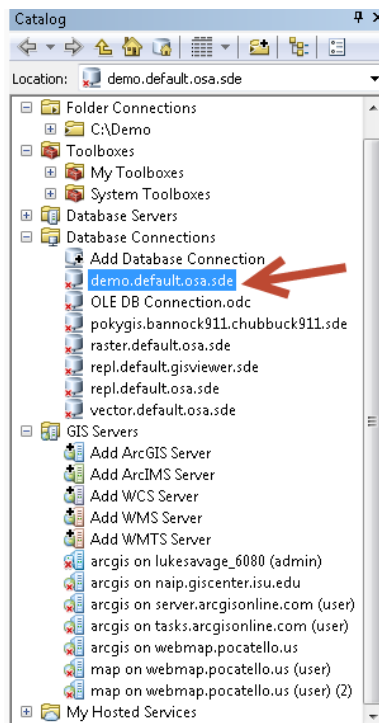 Catalog
Location: demo.default.osa.sde
Folder Connections
C:\Demo
Toolboxes
My Toolboxes
System Toolboxes
Database Servers
Database Connections
Add Database Connection
demo.default.osa.sde
OLE DB Connection.odc
pokygis.bannock911.chubbuck911.sde
raster.default.osa.sde
repl.default.gisviewer.sde
repl.default.osa.sde
vector.default.osa.sde
GIS Servers
Add ArcGIS Server
Add ArcIMS Server
Add WCS Server
Add WMS Server
Add WMTS Server
arcgis on lukesavage_6080 (admin)
arcgis on naip.giscenter.isu.edu
arcgis on server.arcgisonline.com (user)
arcgis on tasks.arcgisonline.com (user)
arcgis on webmap.pocatello.us
map on webmap.pocatello.us (user)
map on webmap.pocatello.us (user) (2)
My Hosted Services